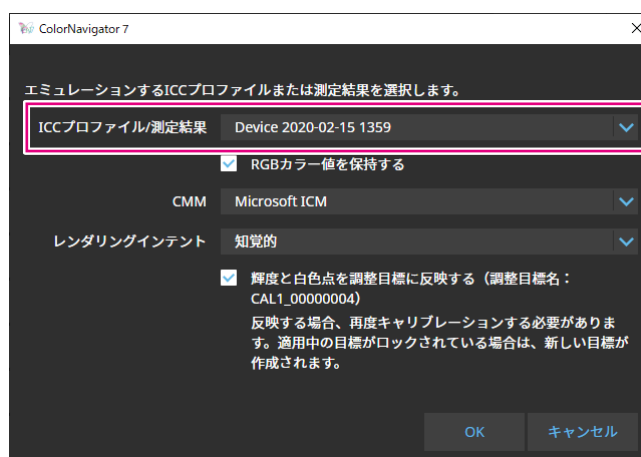 ColorNavigator 7
エミュレーションするICCプロファイルまたは測定結果を選択します。
ICCプロファイル/測定結果 Device 2020-02-15 1359
RGBカラー値を保持する
CMM Microsoft ICM
レンダリングインテント 知覚的
輝度と白色点を調整目標に反映する（調整目標名：
CAL1_00000004）
反映する場合、再度キャリブレーションする必要がありま
す。適用中の目標がロックされている場合は、新しい目標が
作成されます。
OK キャンセル